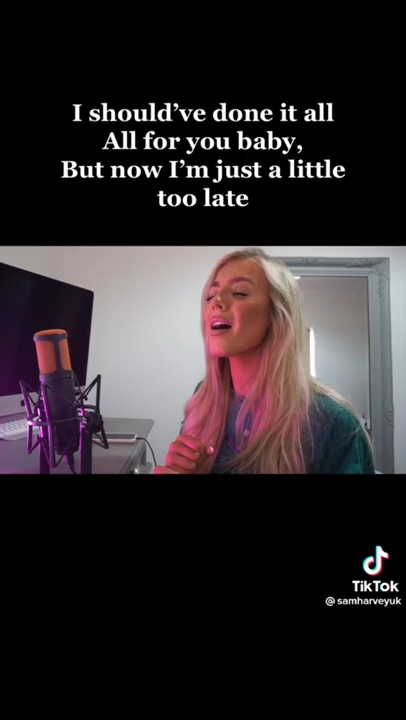 I should’ve done it all
All for you baby,
But now I’m just a little
too late
TikTok
@samharveyuk